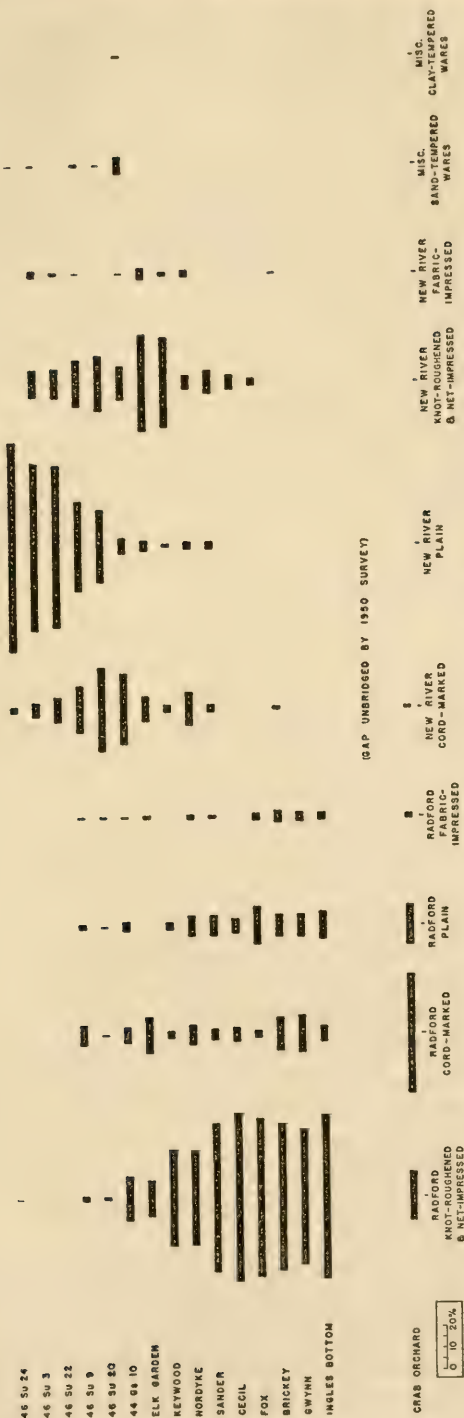 46 Su 24
46 Su 3
46 Su 22
46 Su 9
46 Su 20
44 Gs 10
ELK GARDEN
KEYWOOD
NORDYKE
SANDER
CECIL
FOX
BRICKEY
GWYNN
INGLES BOTTOM
(GAP UNBRIDGED BY 1950 SURVEY)
CRAB ORCHARD
0 10 20%
RADFORD
KNOT-ROUGHENED
& NET-IMPRESSED
RADFORD
CORD-MARKED
RADFORD
PLAIN
RADFORD
FABRIC-
IMPRESSED
NEW RIVER
CORD-MARKED
NEW RIVER
PLAIN
NEW RIVER
KNOT-ROUGHENED
& NET-IMPRESSED
NEW RIVER
FABRIC-
IMPRESSED
MISC.
SAND-TEMPERED
WARES
MISC.
CLAY-TEMPERED
WARES